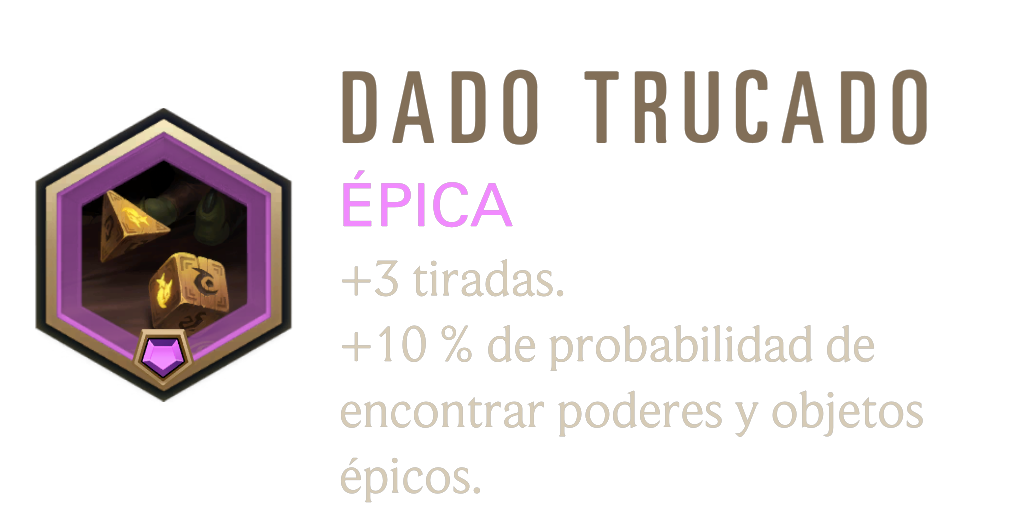 DADO TRUCADO
ÉPICA
+3 tiradas.
+10 % de probabilidad de
encontrar poderes y objetos
épicos.